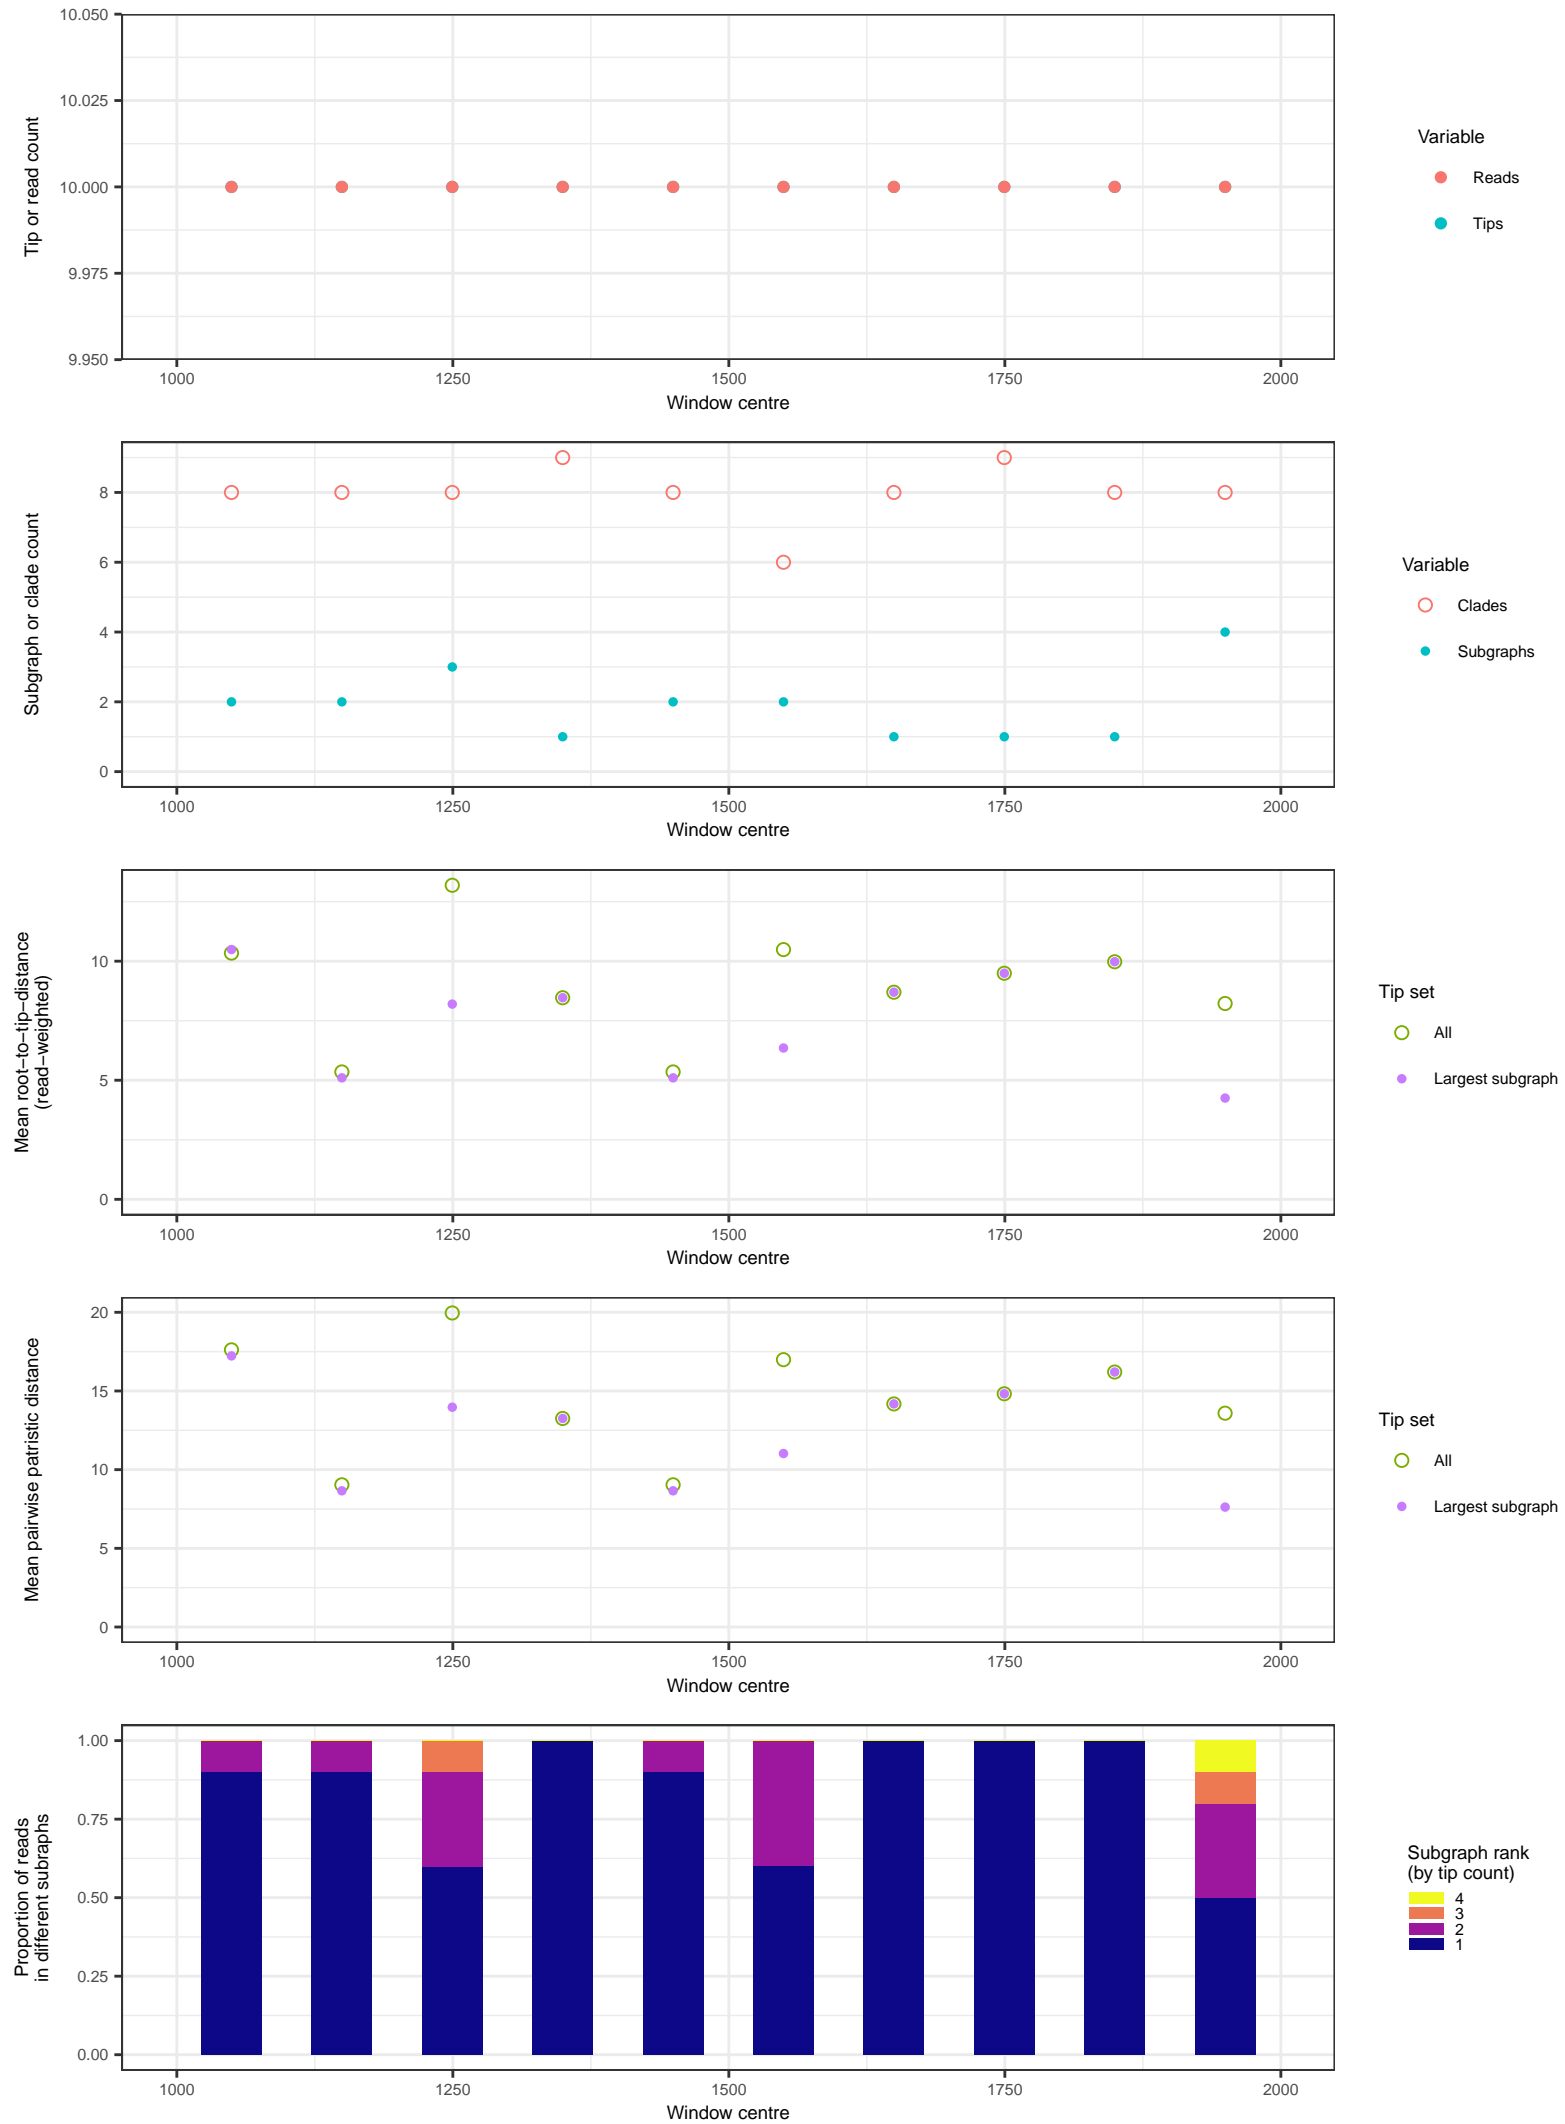 10.050
10.025
10.000
9.975
9.950
Tip or read count
1000 1250 1500 1750 2000
Window centre
Variable
Reads
Tips
8
6
4
2
0
Subgraph or clade count
1000 1250 1500 1750 2000
Window centre
Variable
Clades
Subgraphs
10
5
0
Mean root−to−tip−distance
(read−weighted)
1000 1250 1500 1750 2000
Window centre
Tip set
All
Largest subgraph
20
15
10
5
0
Mean pairwise patristic distance
1000 1250 1500 1750 2000
Window centre
Tip set
All
Largest subgraph
1.00
0.75
0.50
0.25
0.00
Proportion of reads
in different subraphs
1000 1250 1500 1750 2000
Window centre
Subgraph rank
(by tip count)
4
3
2
1